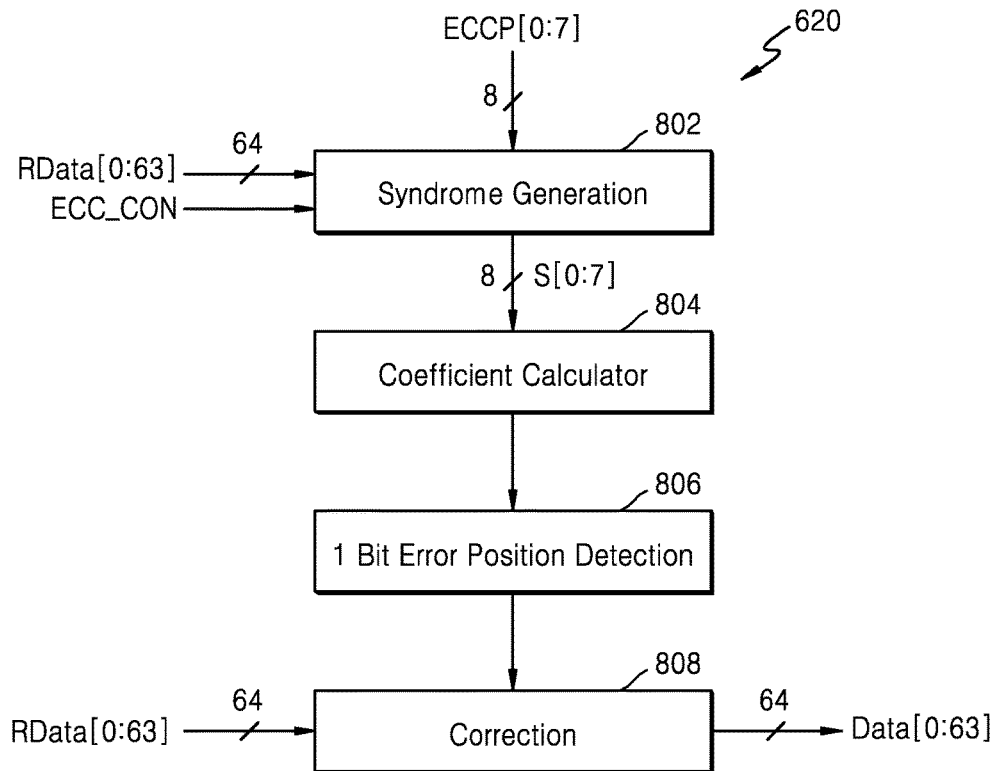 ECCP[0:7]
620
8
802
64
RData[0:63]
ECC_CON
Syndrome Generation
8
S[0:7]
804
Coefficient Calculator
806
1 Bit Error Position Detection
808
64
RData[0:63]
Correction
64
Data[0:63]